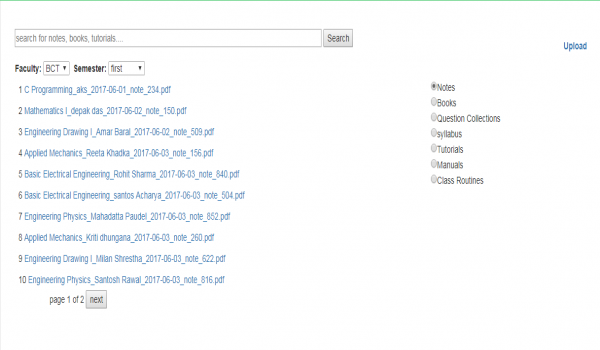 search for notes, books, tutorials....
Search
Upload
Faculty: BCT Semester: first
1 C Programming_aks_2017-06-01_note_234.pdf
2 Mathematics I_depak das_2017-06-02_note_150.pdf
3 Engineering Drawing I_Amar Baral_2017-06-02_note_509.pdf
4 Applied Mechanics_Reeta Khadka_2017-06-03_note_156.pdf
5 Basic Electrical Engineering_Rohit Sharma_2017-06-03_note_840.pdf
6 Basic Electrical Engineering_santos Acharya_2017-06-03_note_504.pdf
7 Engineering Physics_Mahadatta Paudel_2017-06-03_note_852.pdf
8 Applied Mechanics_Kriti dhungana_2017-06-03_note_260.pdf
9 Engineering Drawing I_Milan Shrestha_2017-06-03_note_622.pdf
10 Engineering Physics_Santosh Rawal_2017-06-03_note_816.pdf
page 1 of 2 next
Notes
Books
Question Collections
syllabus
Tutorials
Manuals
Class Routines